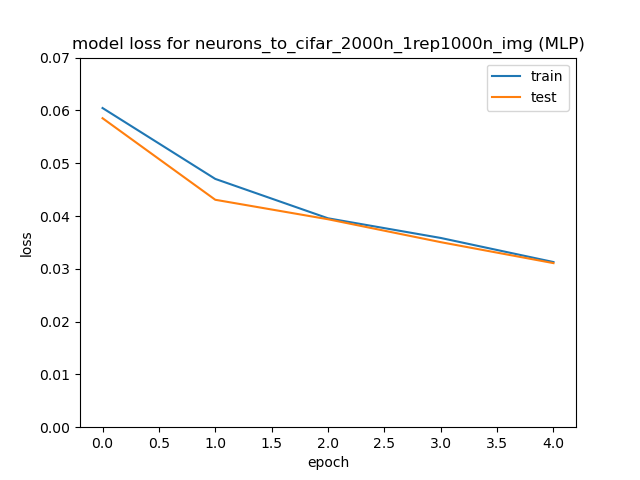 model loss for neurons_to_cifar_2000n_1rep1000n_img (MLP)
0.07
0.06
0.05
0.04
0.03
0.02
0.01
0.00
loss
train
test
0.0 0.5 1.0 1.5 2.0 2.5 3.0 3.5 4.0
epoch